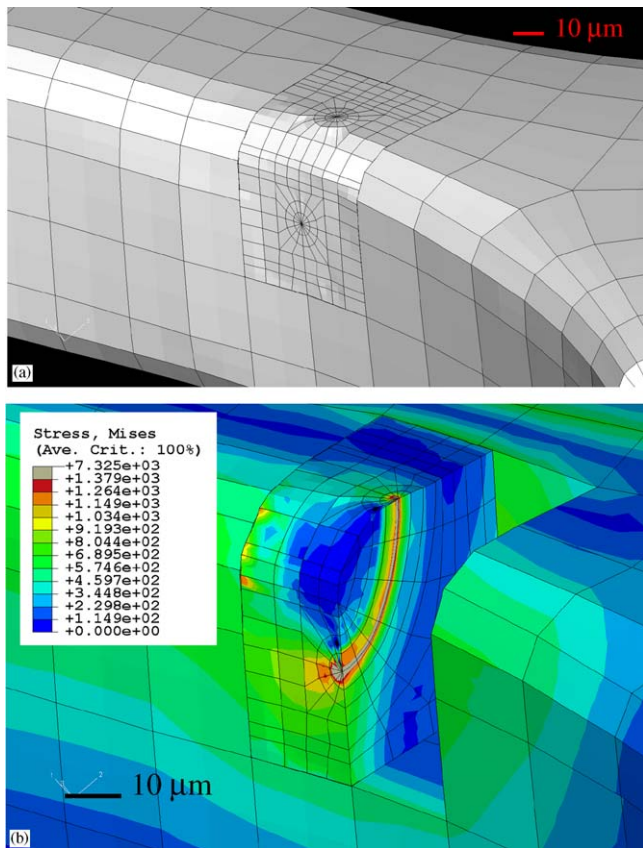 10 μm
(a)
Stress, Mises
(Ave. Crit.: 100%)
+7.325e+03
+1.379e+03
+1.264e+03
+1.149e+03
+1.034e+03
+9.193e+02
+8.044e+02
+6.895e+02
+5.746e+02
+4.597e+02
+3.448e+02
+2.298e+02
+1.149e+02
+0.000e+00
10 μm
(b)